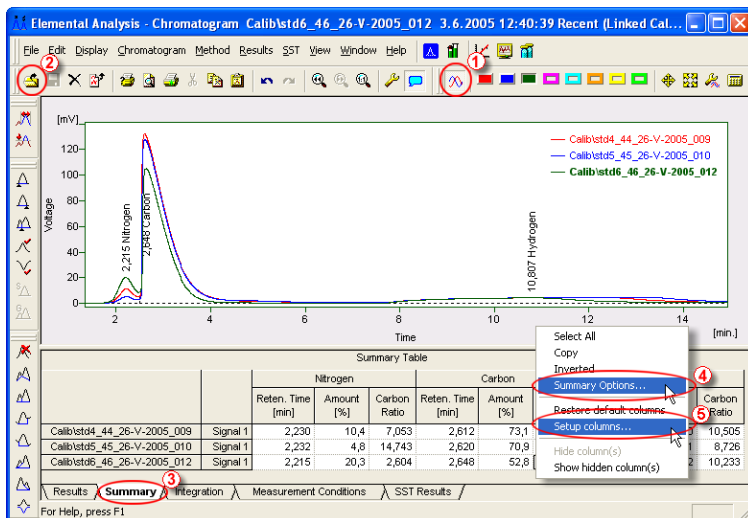 Elemental Analysis - Chromatogram Calib\std6_46_26-V-2005_012 3.6.2005 12:40:39 Recent (Linked Cal...
File Edit Display Chromatogram Method Results SST View Window Help
1
2
[mV]
120
100
80
60
40
20
0
Voltage
2,215 Nitrogen
2,648 Carbon
10,807 Hydrogen
Calib\std4_44_26-V-2005_009
Calib\std5_45_26-V-2005_010
Calib\std6_46_26-V-2005_012
2 4 6 8 10 12 14
Time
[min.]
Select All
Copy
Inverted
Summary Options...
4
Restore default columns
Setup columns...
5
Hide column(s)
Show hidden column(s)
Summary Table
Nitrogen Carbon
Reten. Time [min] Amount [%] Carbon Ratio Reten. Time [min] Amount [%] Carbon Ratio
Calib\std4_44_26-V-2005_009 Signal 1 2,230 10,4 7,053 2,612 73,1 0 10,505
Calib\std5_45_26-V-2005_010 Signal 1 2,232 4,8 14,743 2,620 70,9 1 8,726
Calib\std6_46_26-V-2005_012 Signal 1 2,215 20,3 2,604 2,648 52,8 2 10,233
3
Results Summary Integration Measurement Conditions SST Results
For Help, press F1